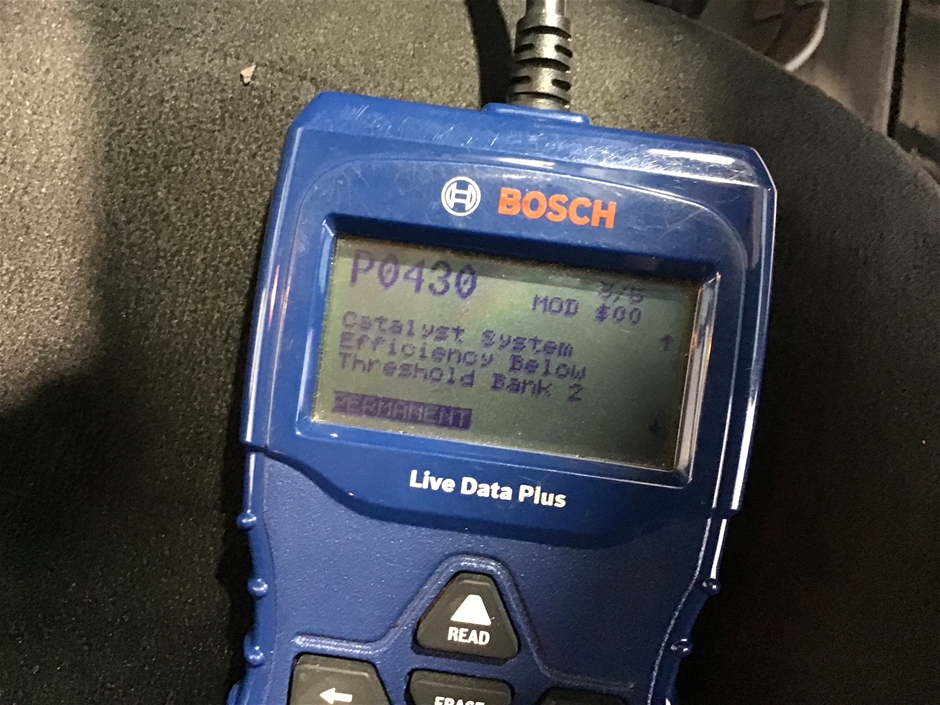 BOSCH
P0430
MOD $00
Catalyst System
Efficiency Below
Threshold Bank 2
PERMANENT
Live Data Plus
READ